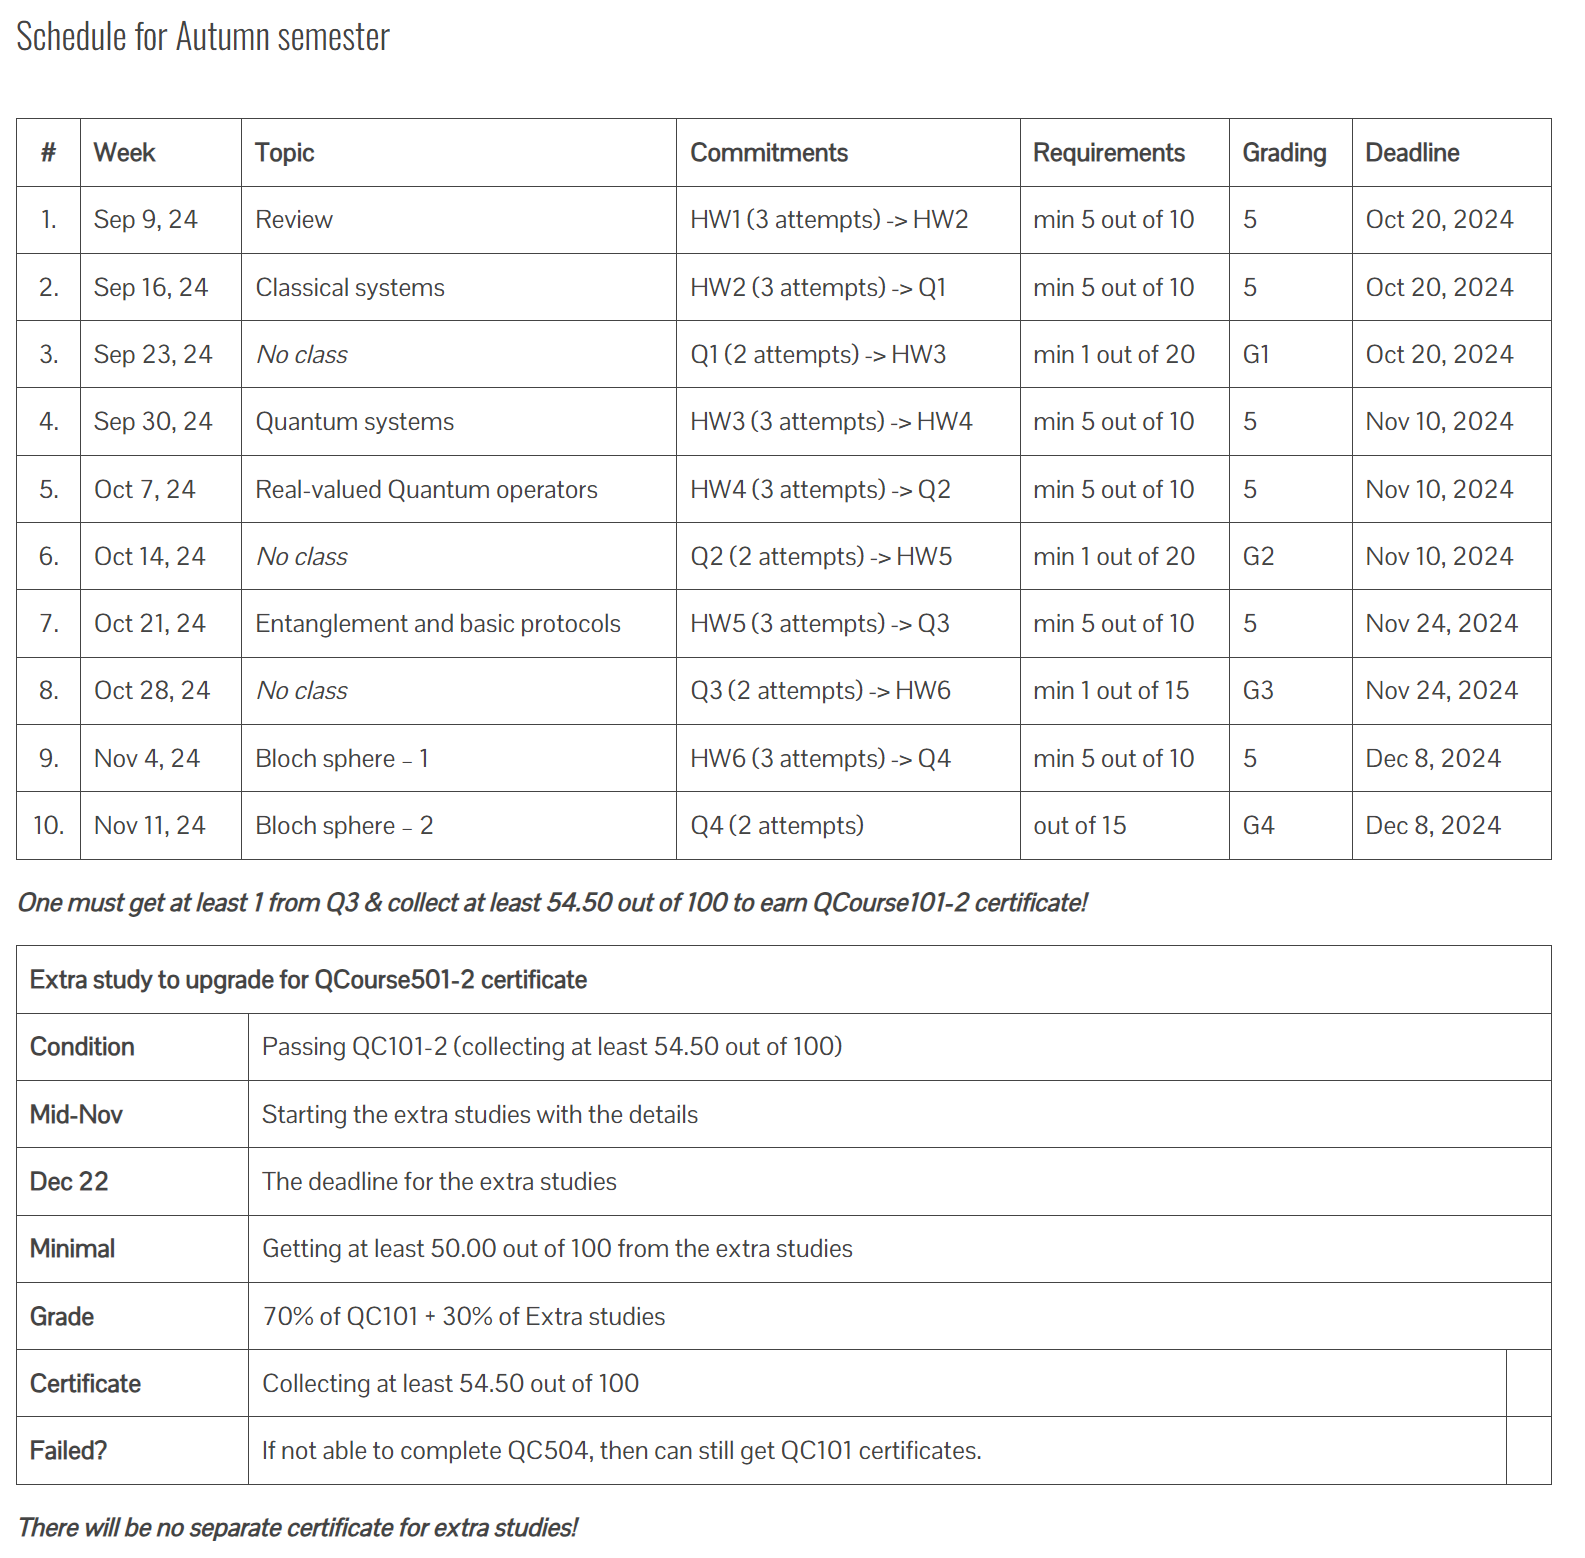 Schedule for Autumn semester
# Week Topic Commitments Requirements Grading Deadline
1. Sep 9, 24 Review HW1 (3 attempts) -> HW2 min 5 out of 10 5 Oct 20, 2024
2. Sep 16, 24 Classical systems HW2 (3 attempts) -> Q1 min 5 out of 10 5 Oct 20, 2024
3. Sep 23, 24 No class Q1 (2 attempts) -> HW3 min 1 out of 20 G1 Oct 20, 2024
4. Sep 30, 24 Quantum systems HW3 (3 attempts) -> HW4 min 5 out of 10 5 Nov 10, 2024
5. Oct 7, 24 Real-valued Quantum operators HW4 (3 attempts) -> Q2 min 5 out of 10 5 Nov 10, 2024
6. Oct 14, 24 No class Q2 (2 attempts) -> HW5 min 1 out of 20 G2 Nov 10, 2024
7. Oct 21, 24 Entanglement and basic protocols HW5 (3 attempts) -> Q3 min 5 out of 10 5 Nov 24, 2024
8. Oct 28, 24 No class Q3 (2 attempts) -> HW6 min 1 out of 15 G3 Nov 24, 2024
9. Nov 4, 24 Bloch sphere – 1 HW6 (3 attempts) -> Q4 min 5 out of 10 5 Dec 8, 2024
10. Nov 11, 24 Bloch sphere – 2 Q4 (2 attempts) out of 15 G4 Dec 8, 2024
One must get at least 1 from Q3 & collect at least 54.50 out of 100 to earn QCourse101-2 certificate!
Extra study to upgrade for QCourse501-2 certificate
Condition Passing QC101-2 (collecting at least 54.50 out of 100)
Mid-Nov Starting the extra studies with the details
Dec 22 The deadline for the extra studies
Minimal Getting at least 50.00 out of 100 from the extra studies
Grade 70% of QC101 + 30% of Extra studies
Certificate Collecting at least 54.50 out of 100
Failed? If not able to complete QC504, then can still get QC101 certificates.
There will be no separate certificate for extra studies!